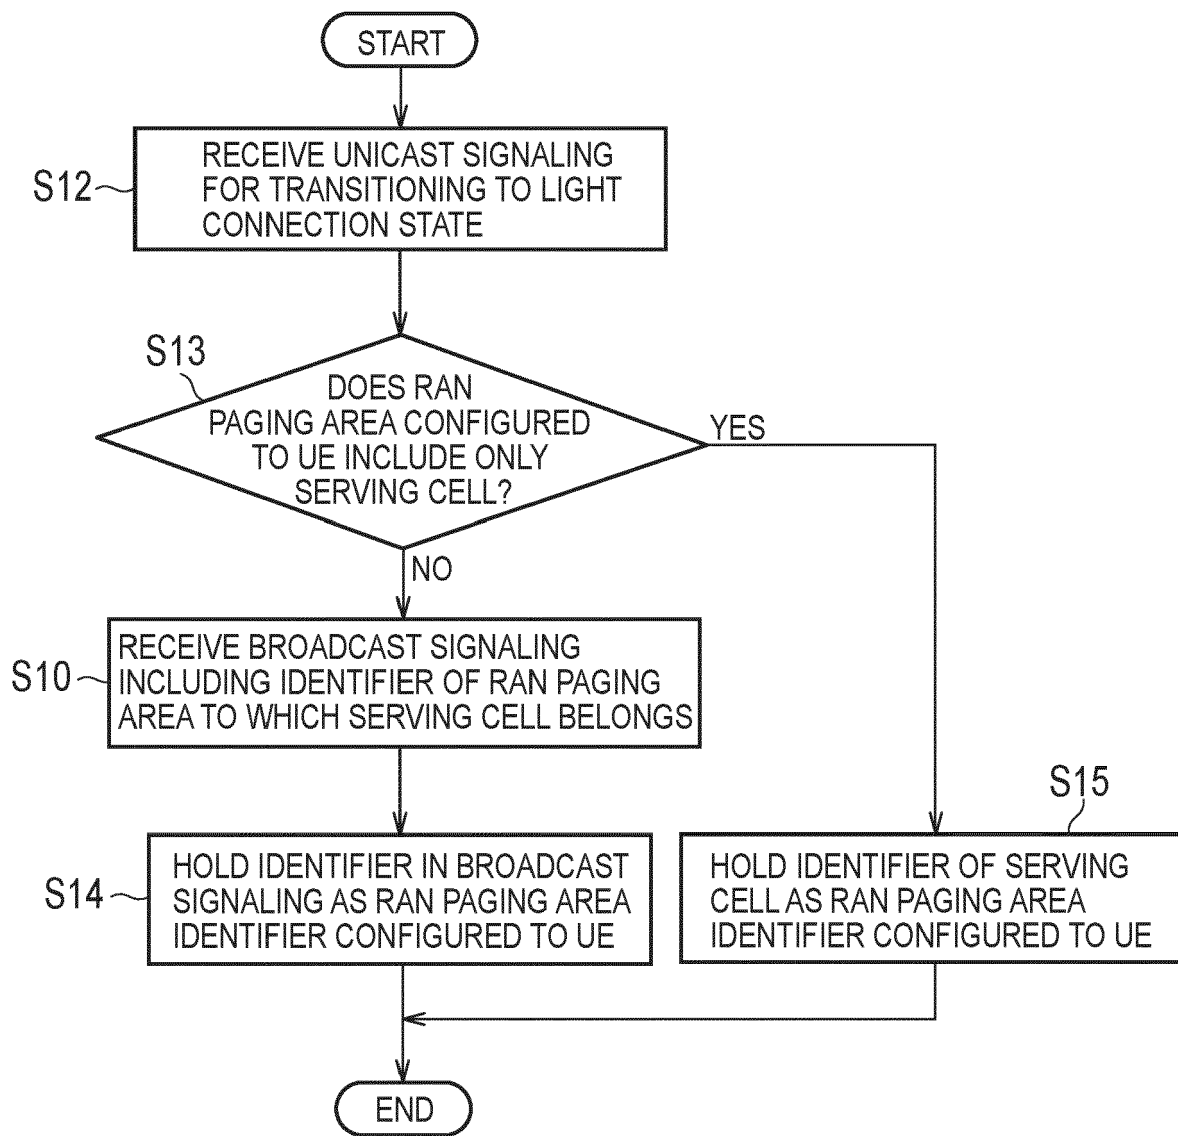 START
S12
RECEIVE UNICAST SIGNALING
FOR TRANSITIONING TO LIGHT
CONNECTION STATE
S13
DOES RAN
PAGING AREA CONFIGURED
TO UE INCLUDE ONLY
SERVING CELL?
YES
NO
S10
RECEIVE BROADCAST SIGNALING
INCLUDING IDENTIFIER OF RAN PAGING
AREA TO WHICH SERVING CELL BELONGS
S14
HOLD IDENTIFIER IN BROADCAST
SIGNALING AS RAN PAGING AREA
IDENTIFIER CONFIGURED TO UE
S15
HOLD IDENTIFIER OF SERVING
CELL AS RAN PAGING AREA
IDENTIFIER CONFIGURED TO UE
END